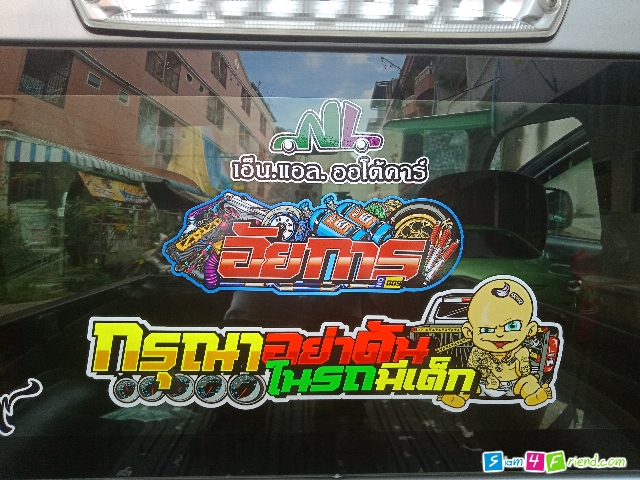 NL
เอ็น.แอล. ออโต้คาร์
อัยการ
กรุณาอย่าดัน
ในรถมีเด็ก
Siam4Friend.com